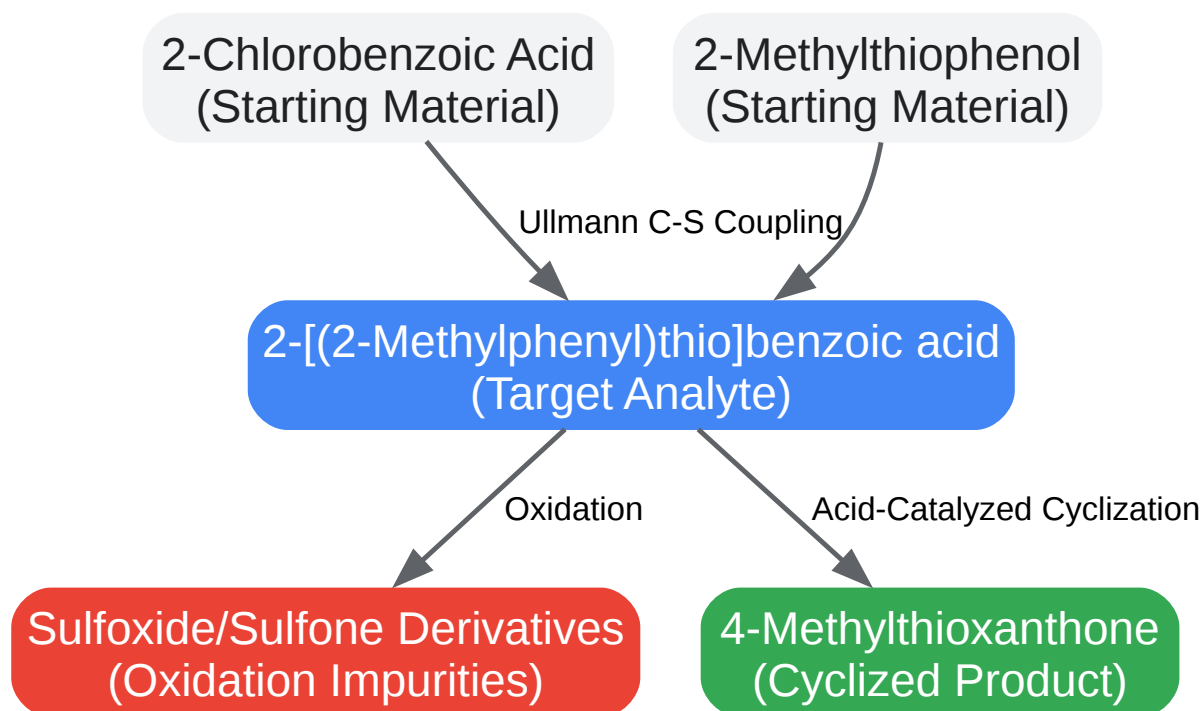 2-Chlorobenzoic Acid
(Starting Material)
2-Methylthiophenol
(Starting Material)
Ullmann C-S Coupling
2-[(2-Methylphenyl)thio]benzoic acid
(Target Analyte)
Oxidation
Acid-Catalyzed Cyclization
Sulfoxide/Sulfone Derivatives
(Oxidation Impurities)
4-Methylthioxanthone
(Cyclized Product)